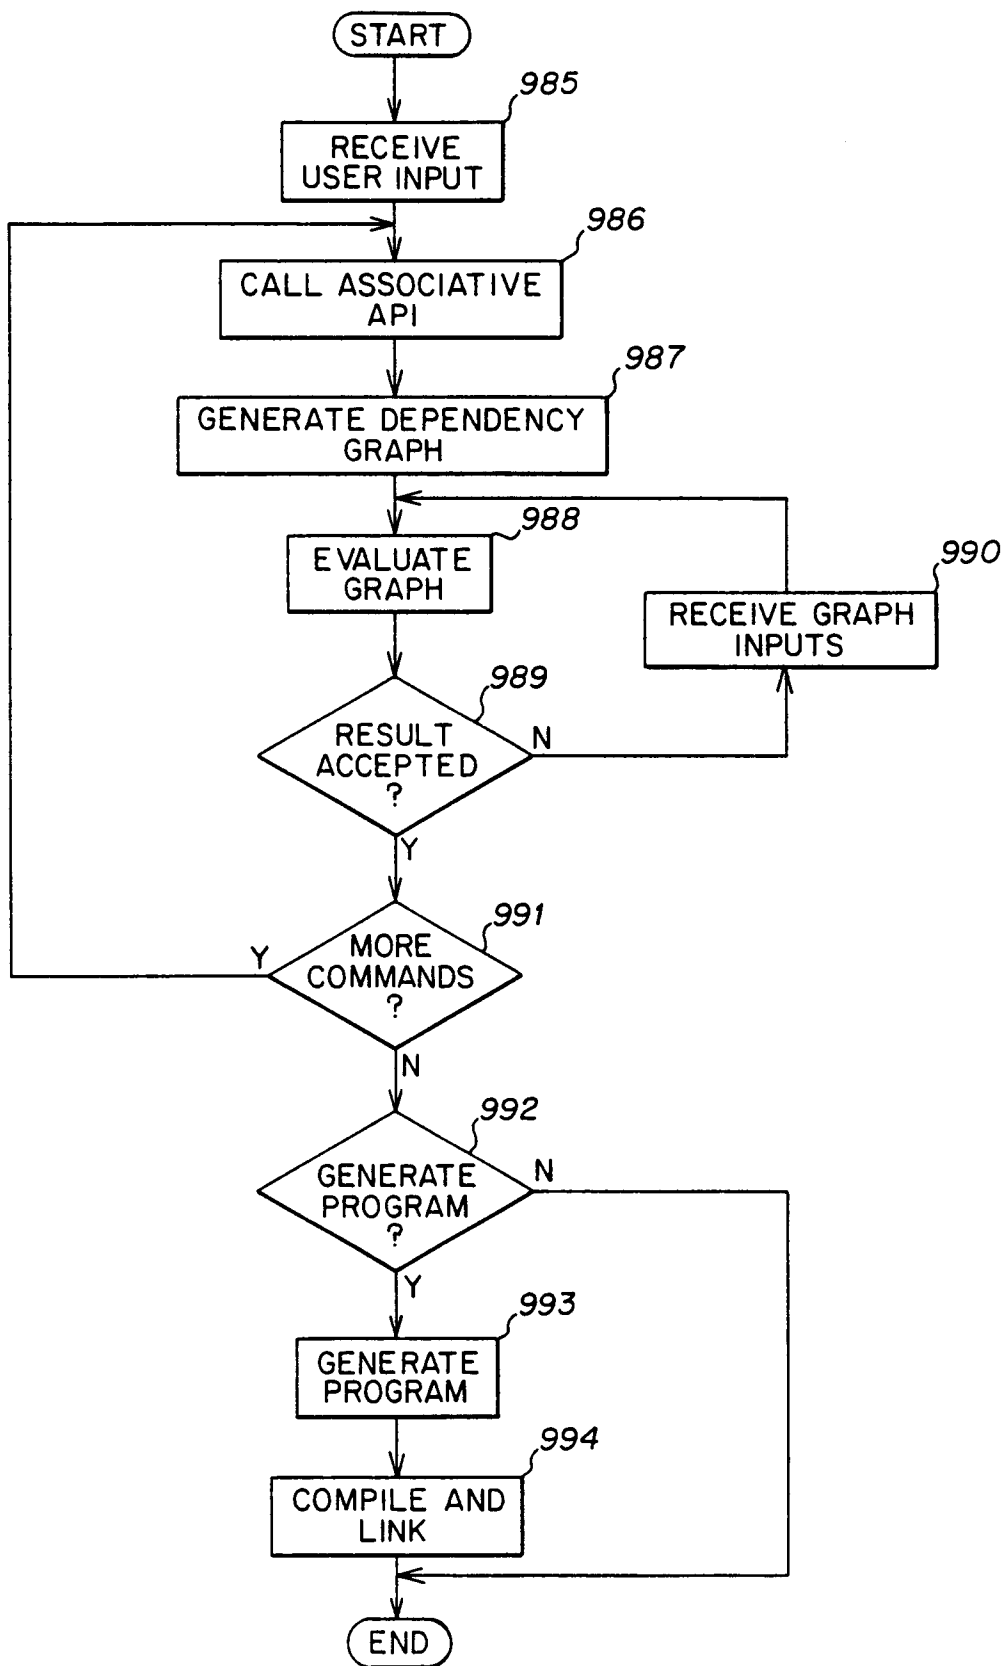 START
985
RECEIVE
USER INPUT
986
CALL ASSOCIATIVE
API
987
GENERATE DEPENDENCY
GRAPH
988
EVALUATE
GRAPH
990
RECEIVE GRAPH
INPUTS
989
RESULT
ACCEPTED
?
N
Y
991
MORE
COMMANDS
?
Y
N
992
GENERATE
PROGRAM
?
N
Y
993
GENERATE
PROGRAM
994
COMPILE AND
LINK
END